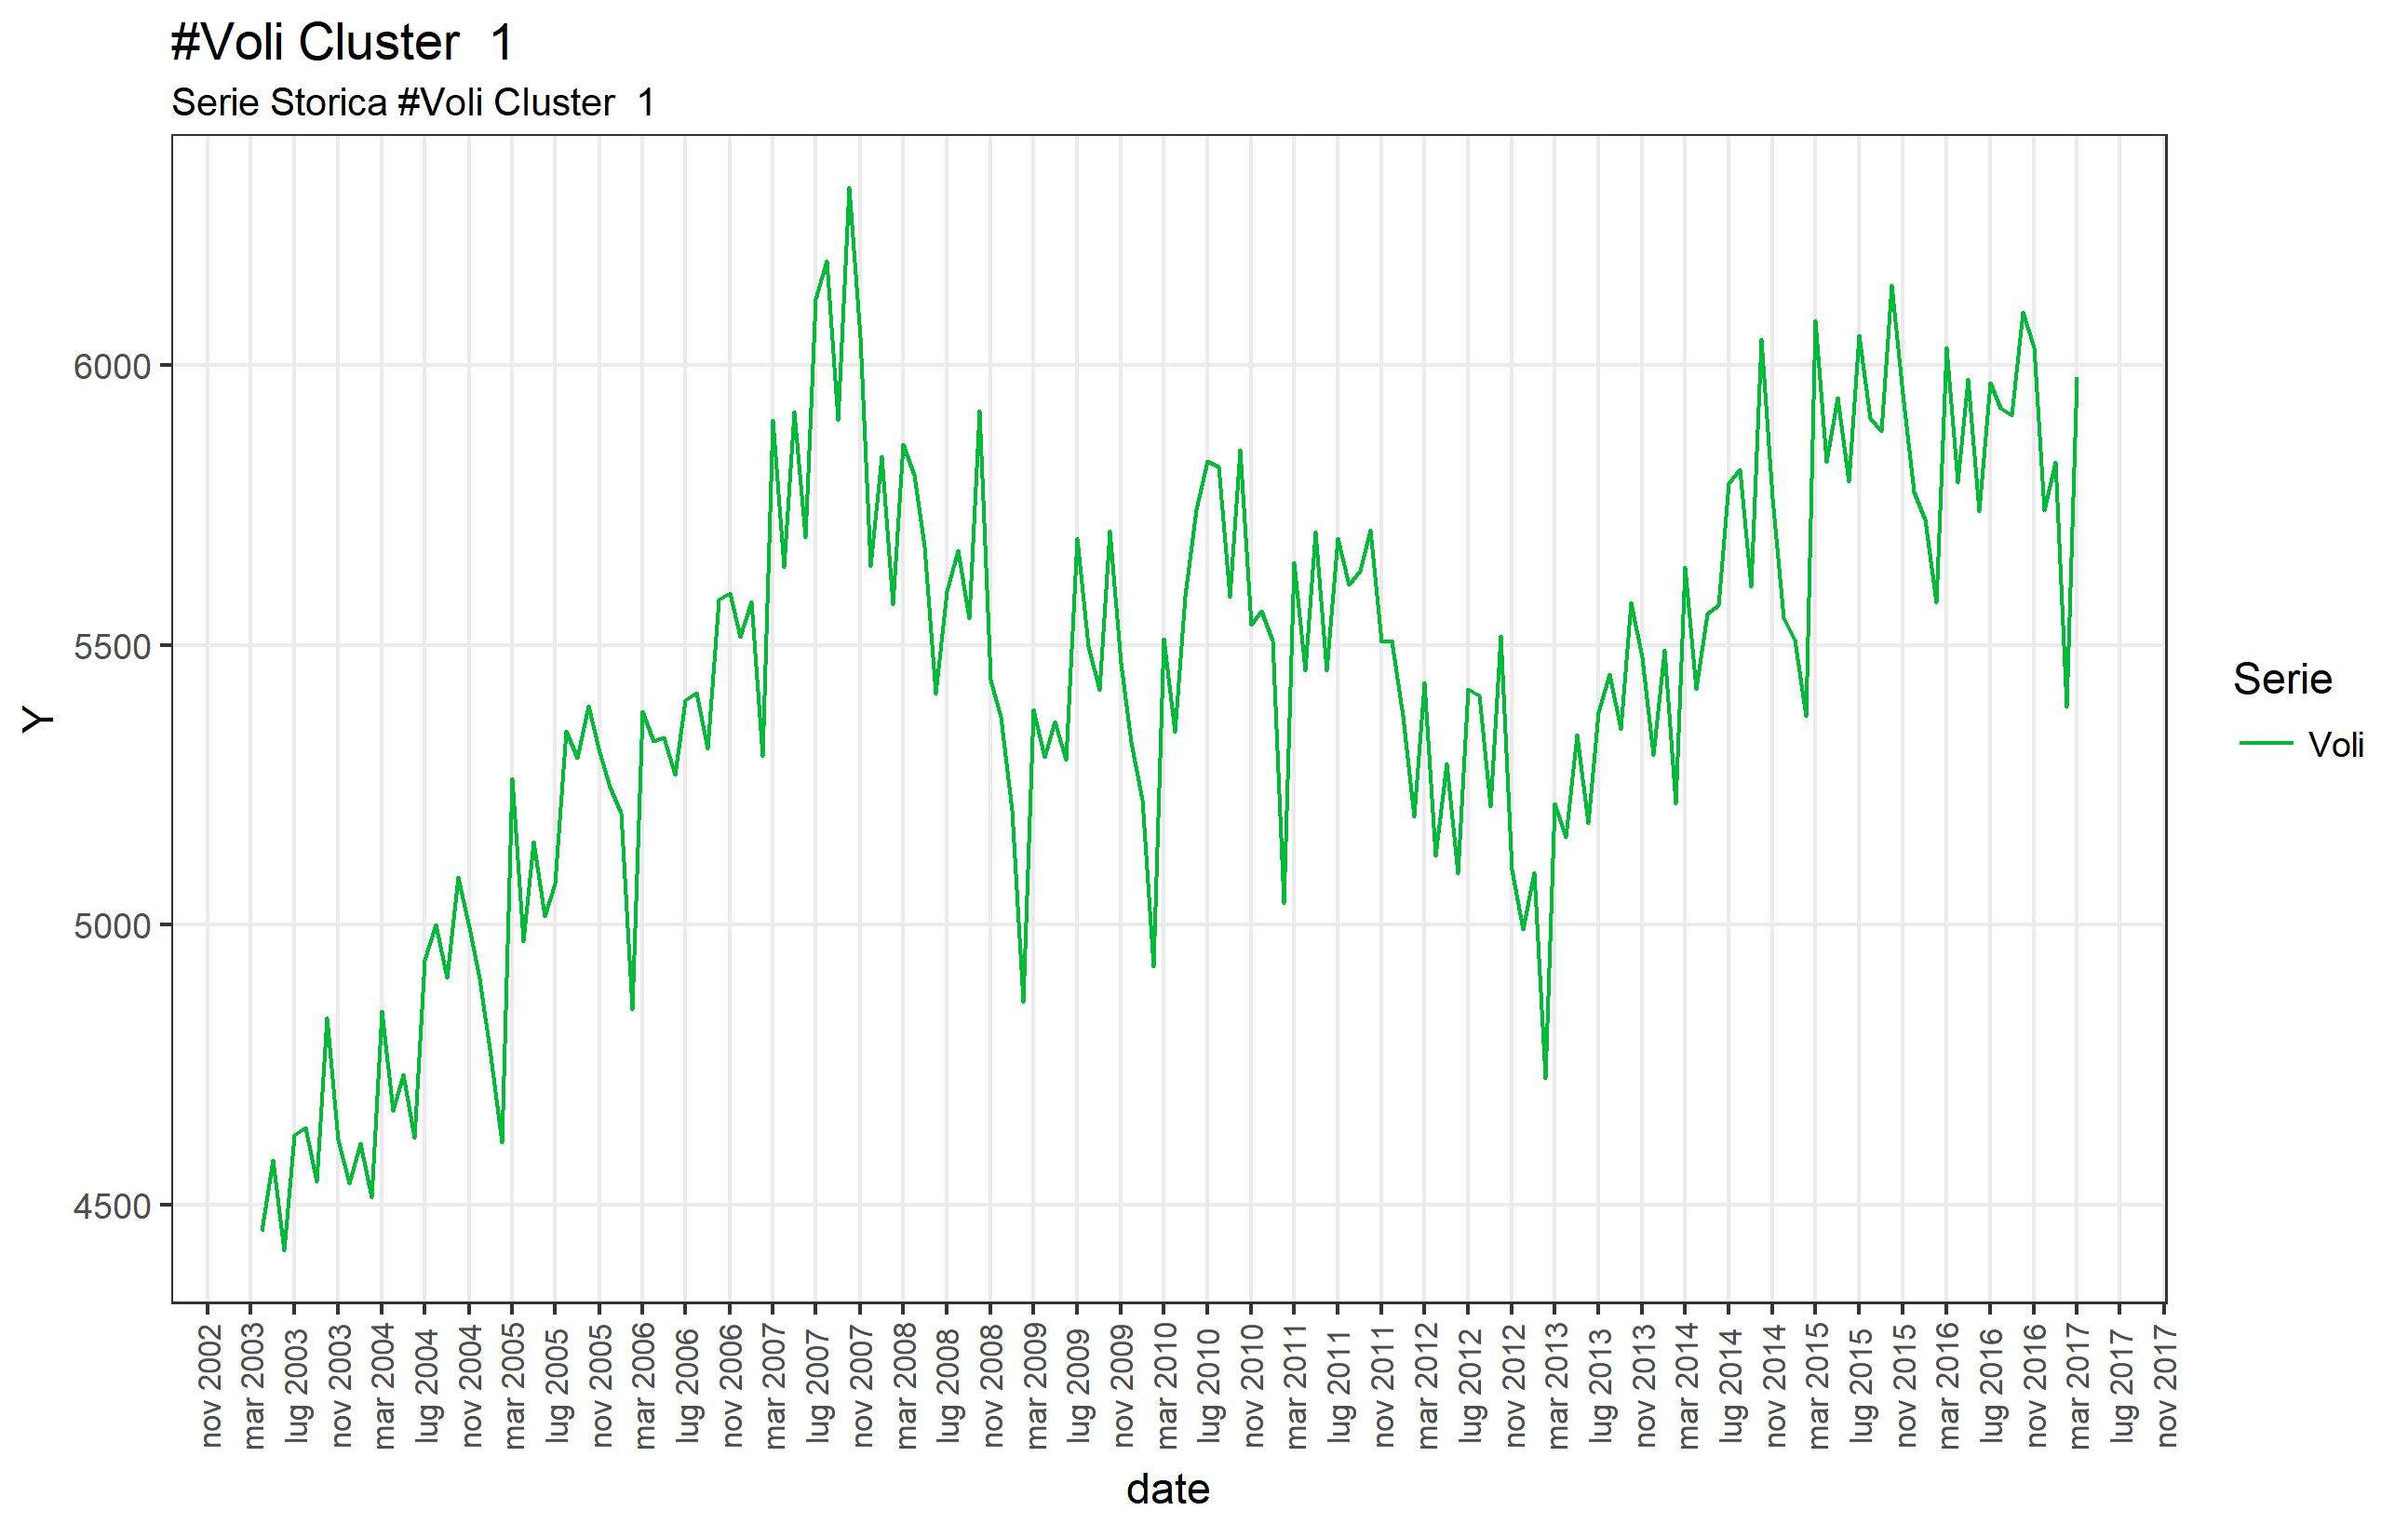 #Voli Cluster  1
Serie Storica #Voli Cluster  1
6000
5500
5000
4500
Y
nov 2002
mar 2003
lug 2003
nov 2003
mar 2004
lug 2004
nov 2004
mar 2005
lug 2005
nov 2005
mar 2006
lug 2006
nov 2006
mar 2007
lug 2007
nov 2007
mar 2008
lug 2008
nov 2008
mar 2009
lug 2009
nov 2009
mar 2010
lug 2010
nov 2010
mar 2011
lug 2011
nov 2011
mar 2012
lug 2012
nov 2012
mar 2013
lug 2013
nov 2013
mar 2014
lug 2014
nov 2014
mar 2015
lug 2015
nov 2015
mar 2016
lug 2016
nov 2016
mar 2017
lug 2017
nov 2017
date
Serie
Voli